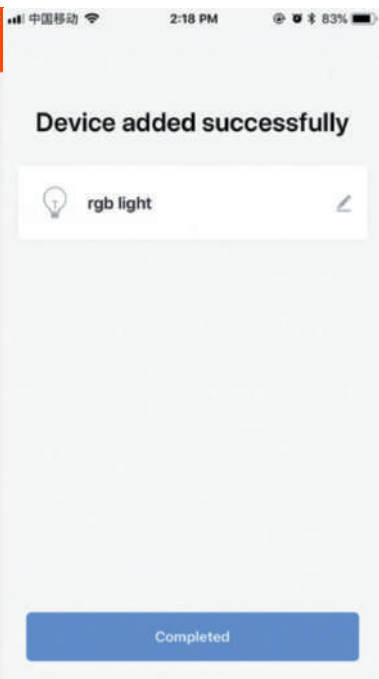 中国移动 2:18 PM 83%
Device added successfully
rgb light
Completed